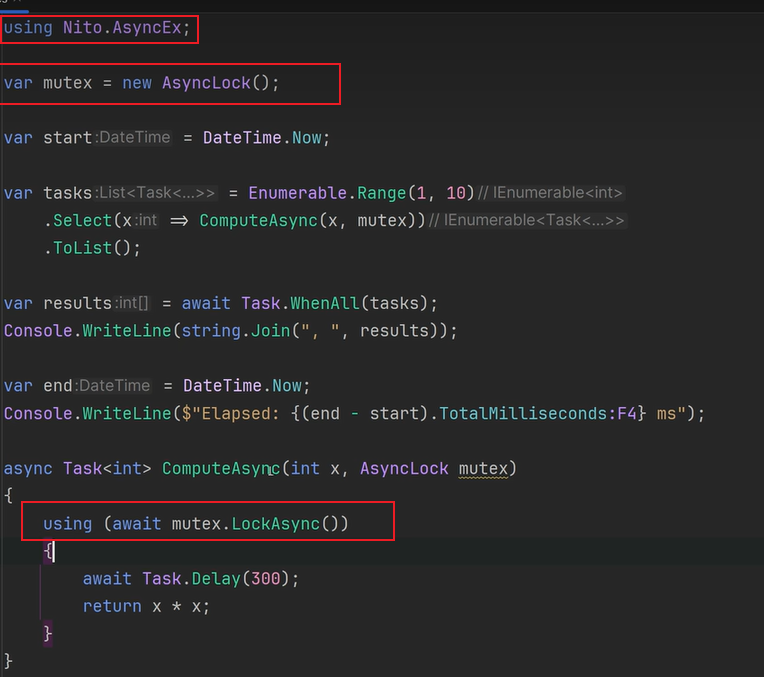 using Nito.AsyncEx;
var mutex = new AsyncLock();
var start:DateTime = DateTime.Now;
var tasks:List<Task<...>> = Enumerable.Range(1, 10)// IEnumerable<int>
.Select(x:int => ComputeAsync(x, mutex))// IEnumerable<Task<...>>
.ToList();
var results:int[] = await Task.WhenAll(tasks);
Console.WriteLine(string.Join(", ", results));
var end:DateTime = DateTime.Now;
Console.WriteLine($"Elapsed: {(end - start).TotalMilliseconds:F4} ms");
async Task<int> ComputeAsync(int x, AsyncLock mutex)
{
using (await mutex.LockAsync())
{
await Task.Delay(300);
return x * x;
}
}